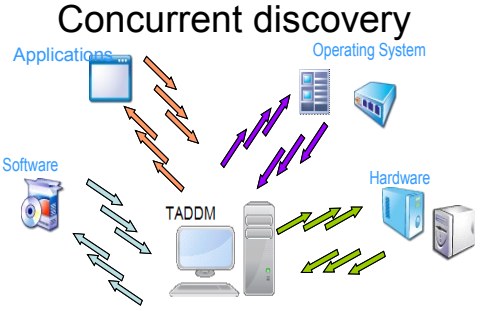 Concurrent discovery
Applications
Operating System
Software
Hardware
TADDM